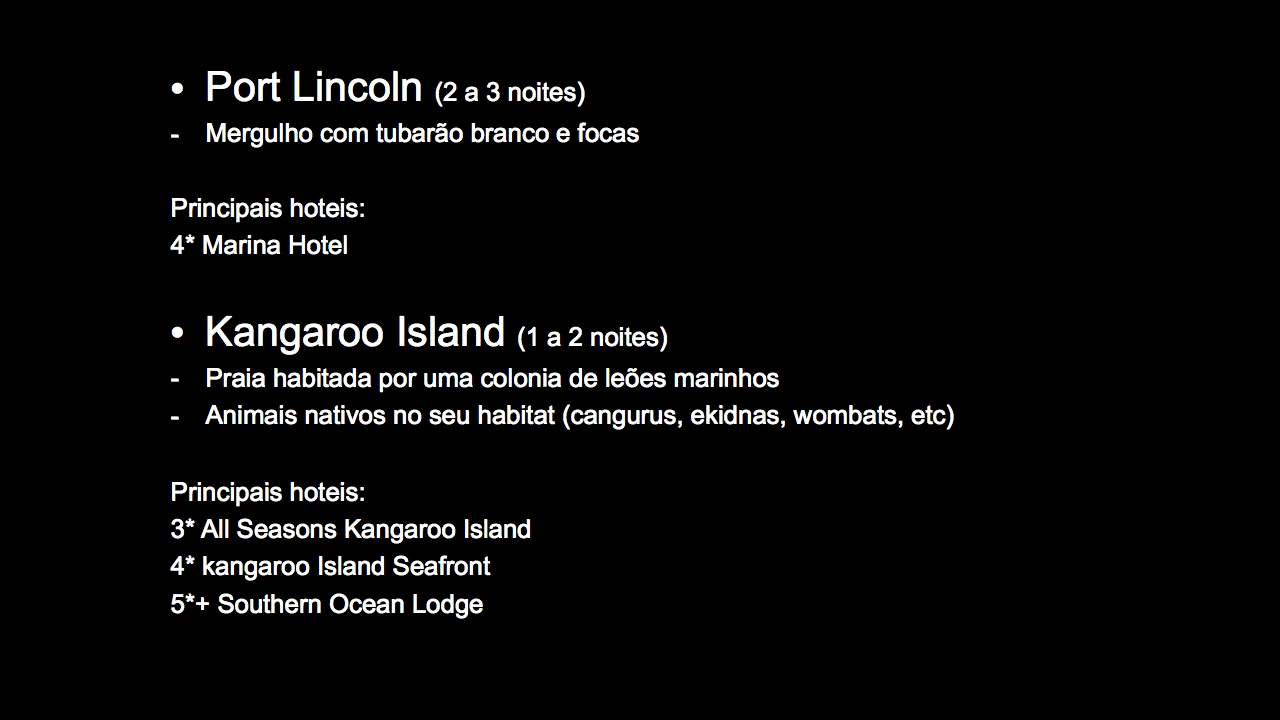 • Port Lincoln (2 a 3 noites)
- Mergulho com tubarão branco e focas
Principais hoteis:
4* Marina Hotel
• Kangaroo Island (1 a 2 noites)
- Praia habitada por uma colonia de leões marinhos
- Animais nativos no seu habitat (cangurus, ekidnas, wombats, etc)
Principais hoteis:
3* All Seasons Kangaroo Island
4* kangaroo Island Seafront
5*+ Southern Ocean Lodge